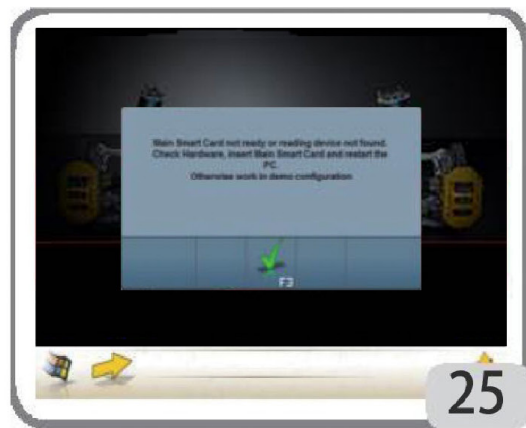 Main Smart Card not ready or reading device not found.
Check Hardware, insert Main Smart Card and restart the
PC.
Otherwise work in demo configuration
F3
25